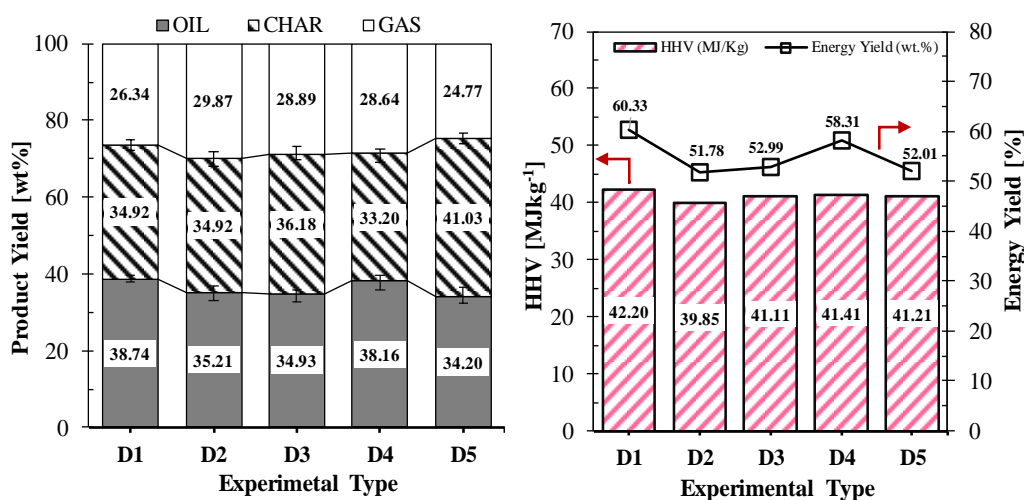 OIL CHAR GAS
100
80
60
40
20
0
Product Yield [wt%]
26.34 29.87 28.89 28.64 24.77
34.92 34.92 36.18 33.20 41.03
38.74 35.21 34.93 38.16 34.20
D1 D2 D3 D4 D5
Experimetal Type
HHV (MJ/Kg) Energy Yield (wt.%)
70
60
50
40
30
20
10
0
HHV [MJkg⁻¹]
60.33 51.78 52.99 58.31 52.01
42.20 39.85 41.11 41.41 41.21
80
70
60
50
40
30
20
10
0
Energy Yield [%]
D1 D2 D3 D4 D5
Experimental Type